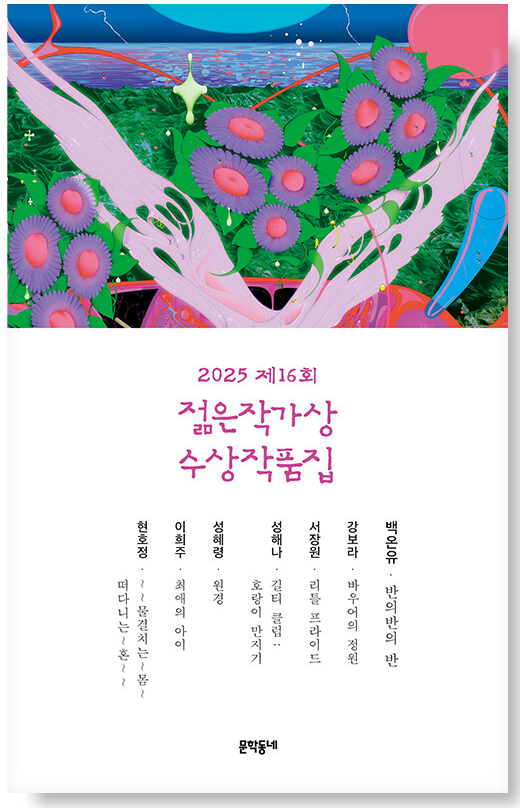 2025 제16회
젊은작가상
수상작품집
백온유 · 반의반의 반
강보라 · 바우어의 정원
서장원 · 리틀 프라이드
성해나 · 길티 클럽:
호랑이 만지기
성혜령 · 원경
이희주 · 최애의 아이
현호정 · ~~물결치는~몸~
떠다니는~혼~~
문학동네